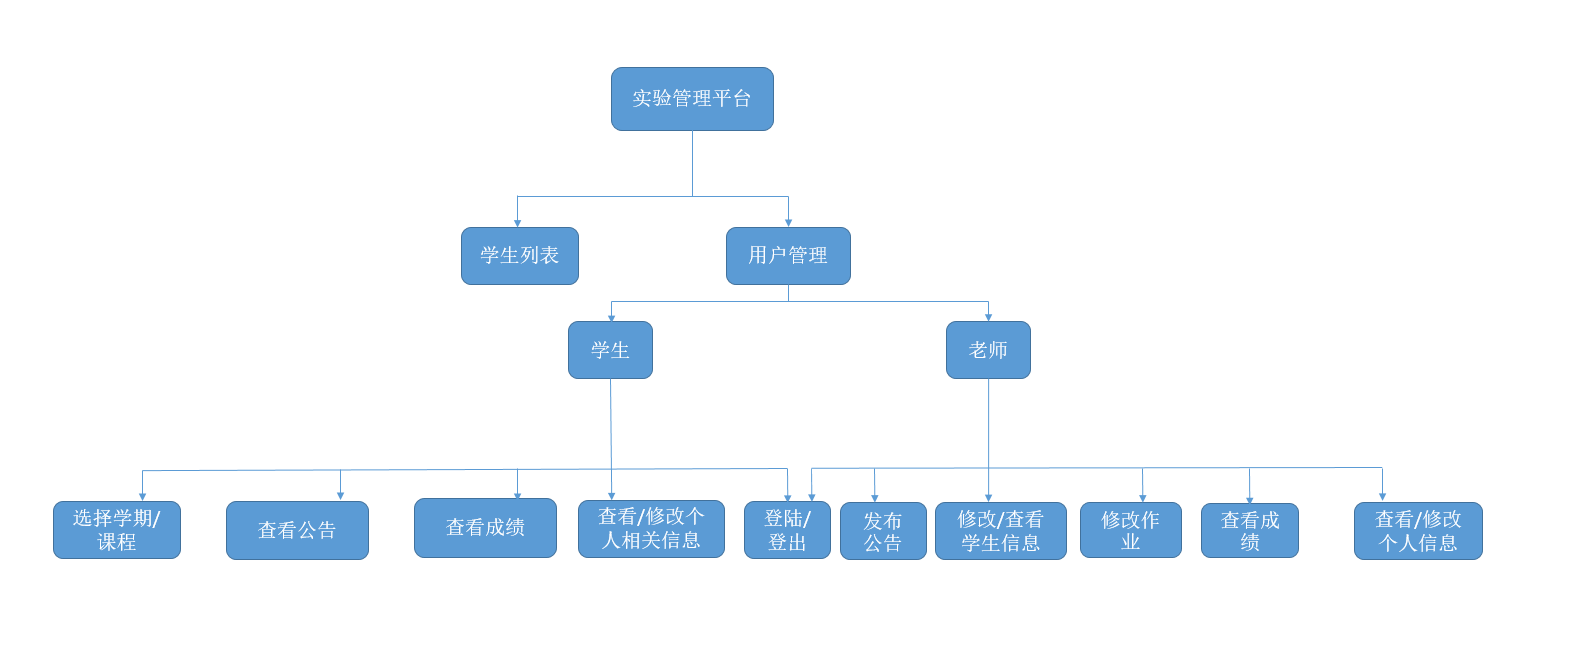 实验管理平台
学生列表
用户管理
学生
老师
选择学期/
课程
查看公告
查看成绩
查看/修改个
人相关信息
登陆/
登出
发布
公告
修改/查看
学生信息
修改作
业
查看成
绩
查看/修改
个人信息